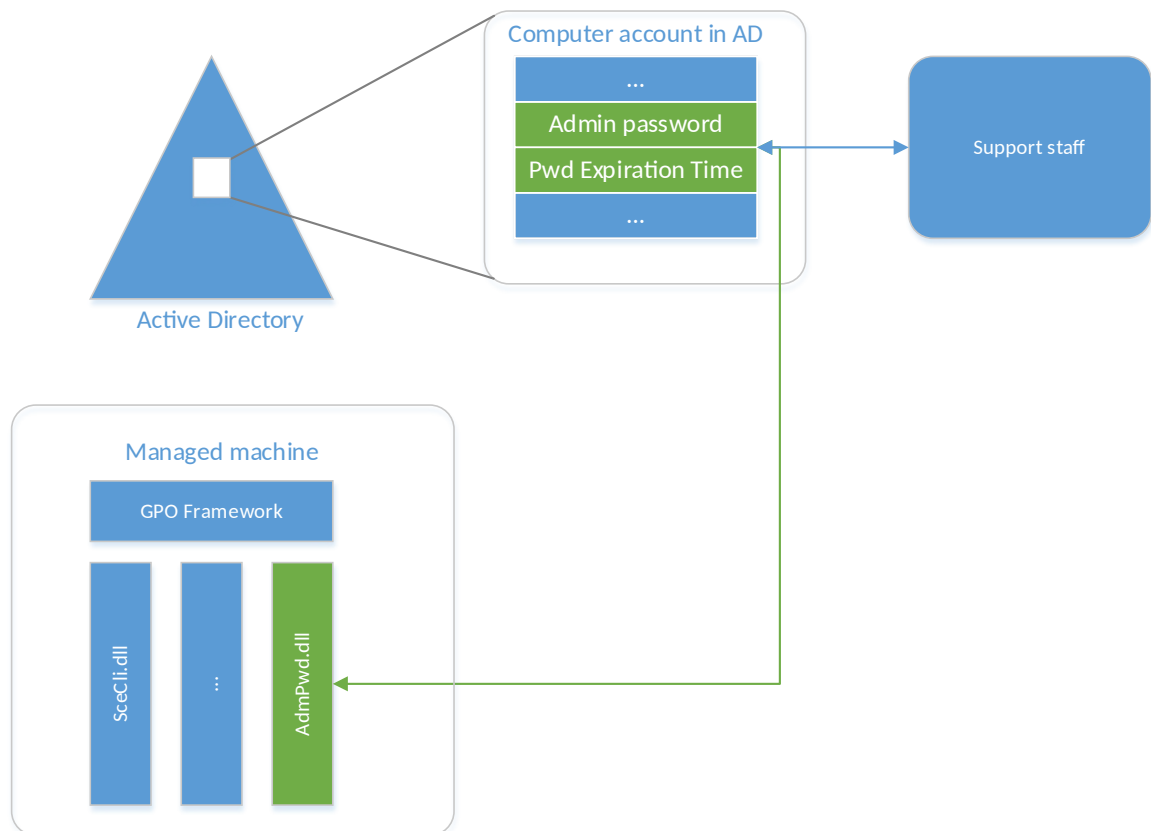 Computer account in AD
...
Admin password
Pwd Expiration Time
...
Support staff
Active Directory
Managed machine
GPO Framework
SceCli.dll
...
AdmPwd.dll